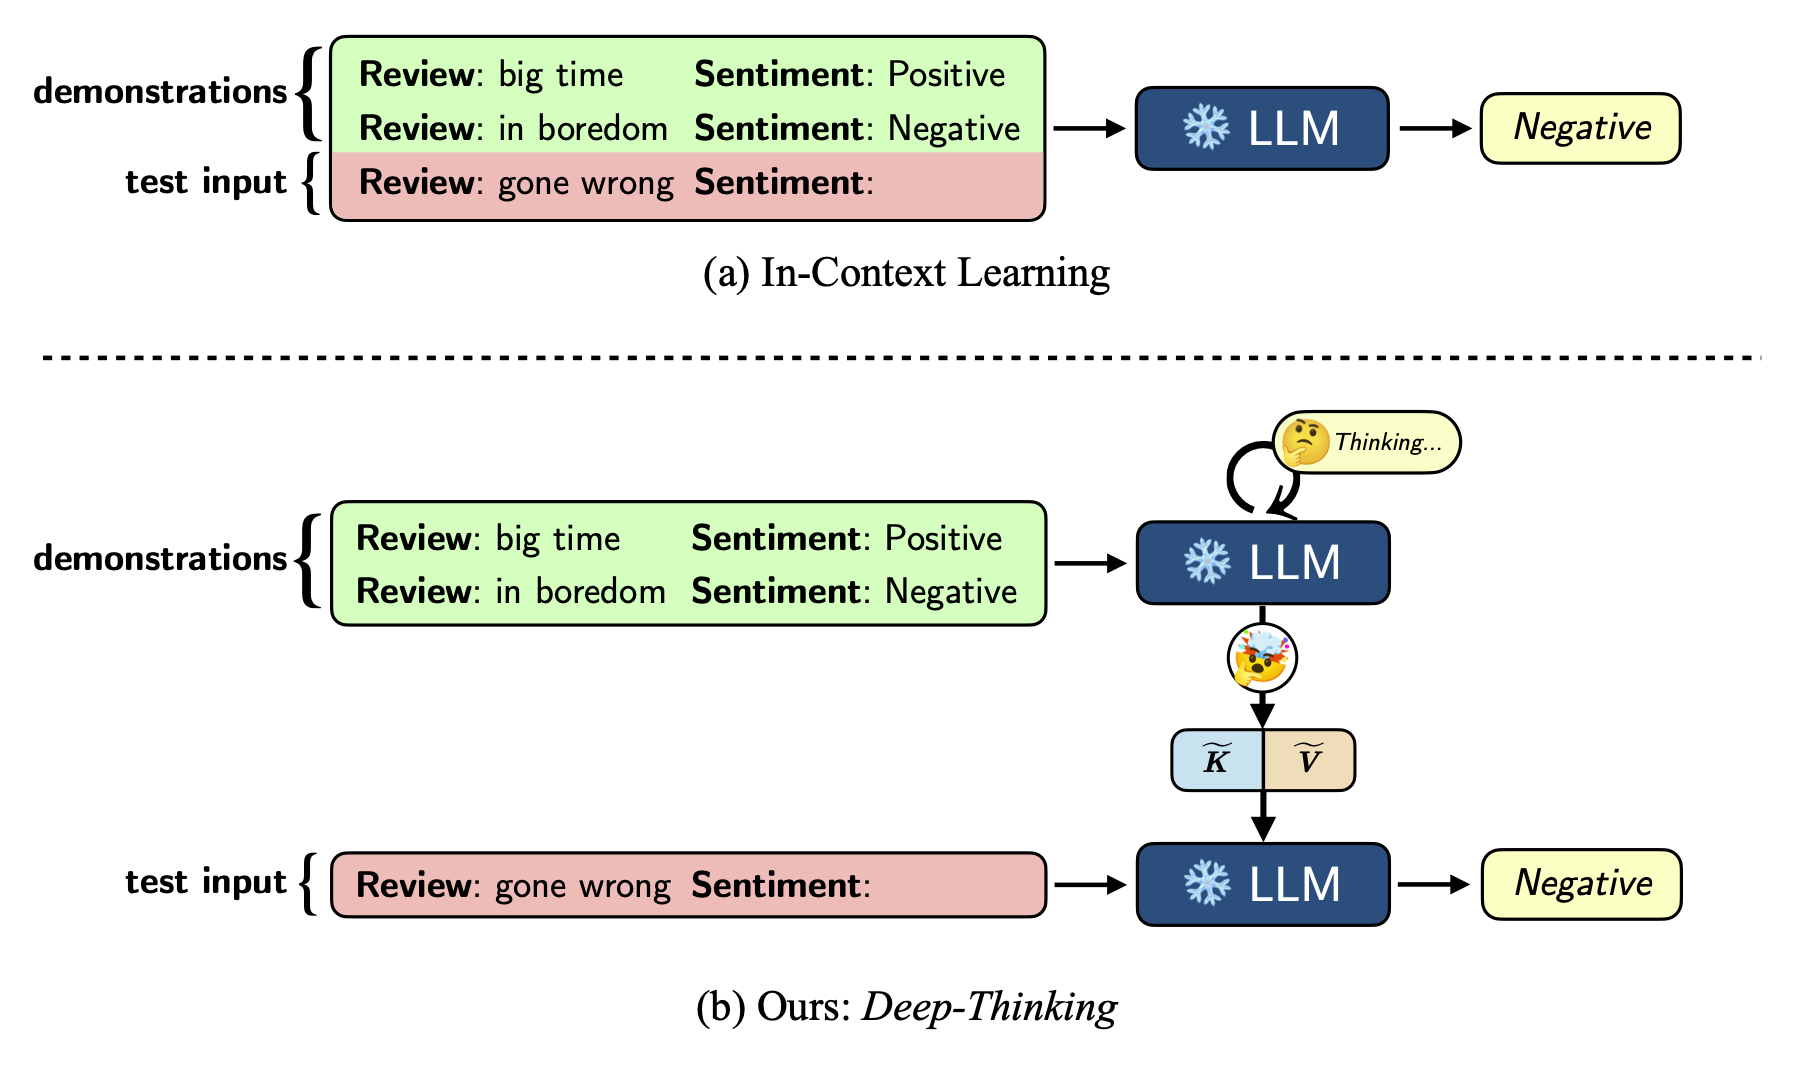 demonstrations
Review: big time Sentiment: Positive
Review: in boredom Sentiment: Negative
test input
Review: gone wrong Sentiment:
LLM
Negative
(a) In-Context Learning
Thinking...
demonstrations
Review: big time Sentiment: Positive
Review: in boredom Sentiment: Negative
LLM
K̃ Ṽ
test input
Review: gone wrong Sentiment:
LLM
Negative
(b) Ours: Deep-Thinking